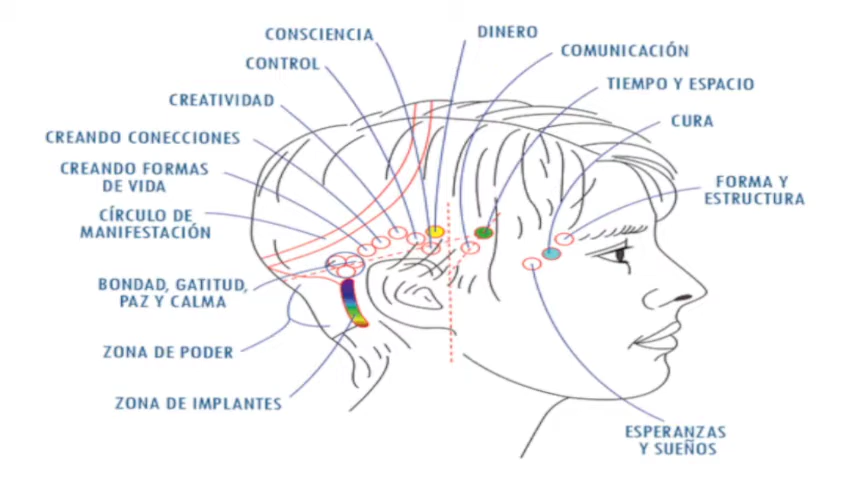 CONSCIENCIA
CONTROL
CREATIVIDAD
CREANDO CONECCIONES
CREANDO FORMAS
DE VIDA
CÍRCULO DE
MANIFESTACIÓN
BONDAD, GATITUD,
PAZ Y CALMA
ZONA DE PODER
ZONA DE IMPLANTES
DINERO
COMUNICACIÓN
TIEMPO Y ESPACIO
CURA
FORMA Y
ESTRUCTURA
ESPERANZAS
Y SUEÑOS